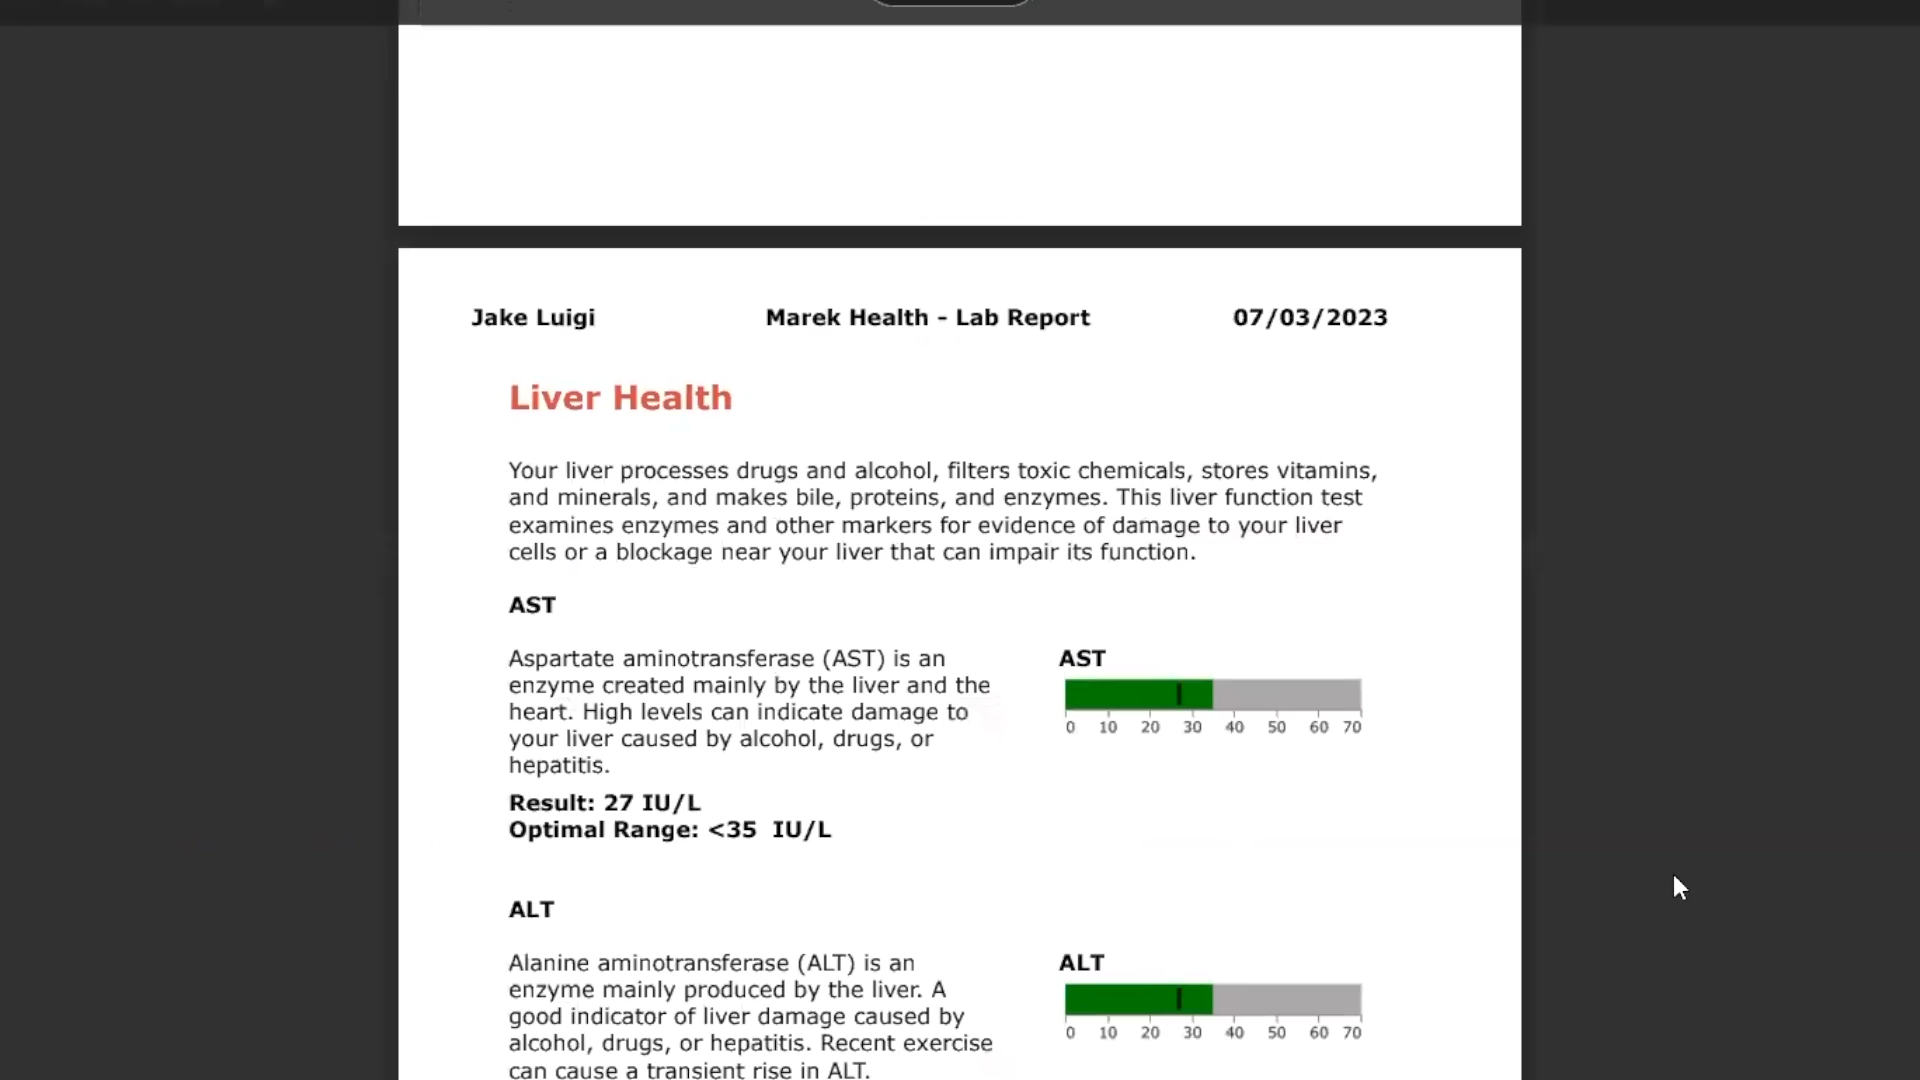 Jake Luigi Marek Health - Lab Report 07/03/2023
Liver Health
Your liver processes drugs and alcohol, filters toxic chemicals, stores vitamins,
and minerals, and makes bile, proteins, and enzymes. This liver function test
examines enzymes and other markers for evidence of damage to your liver
cells or a blockage near your liver that can impair its function.
AST
Aspartate aminotransferase (AST) is an
enzyme created mainly by the liver and the
heart. High levels can indicate damage to
your liver caused by alcohol, drugs, or
hepatitis.
Result: 27 IU/L
Optimal Range: <35 IU/L
AST
0 10 20 30 40 50 60 70
ALT
Alanine aminotransferase (ALT) is an
enzyme mainly produced by the liver. A
good indicator of liver damage caused by
alcohol, drugs, or hepatitis. Recent exercise
can cause a transient rise in ALT.
ALT
0 10 20 30 40 50 60 70